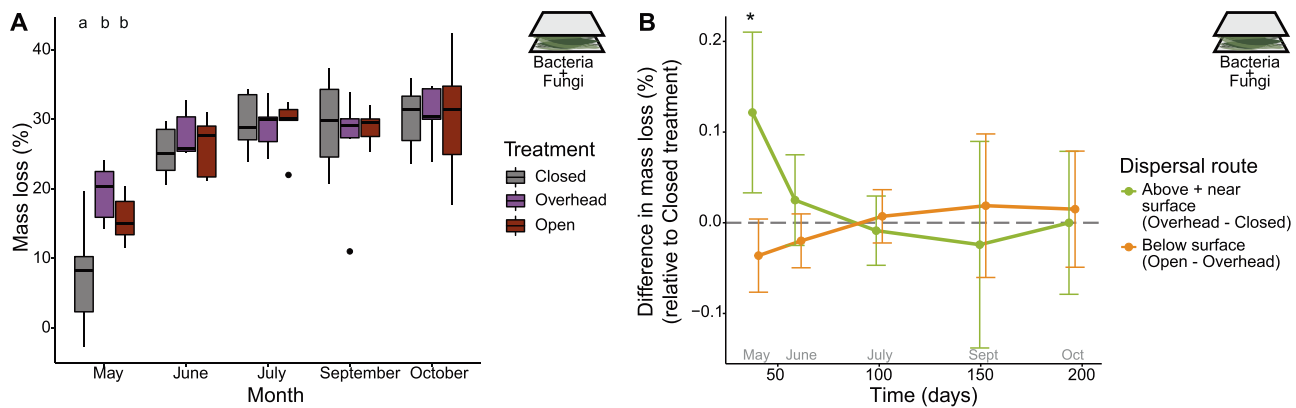 A
a b b
Bacteria
+
Fungi
40
30
20
10
0
Mass loss (%)
May June July September October
Month
Treatment
Closed
Overhead
Open
B
*
Bacteria
+
Fungi
0.2
0.1
0.0
−0.1
Difference in mass loss (%)
(relative to Closed treatment)
May June July Sept Oct
50 100 150 200
Time (days)
Dispersal route
Above + near
surface
(Overhead - Closed)
Below surface
(Open - Overhead)